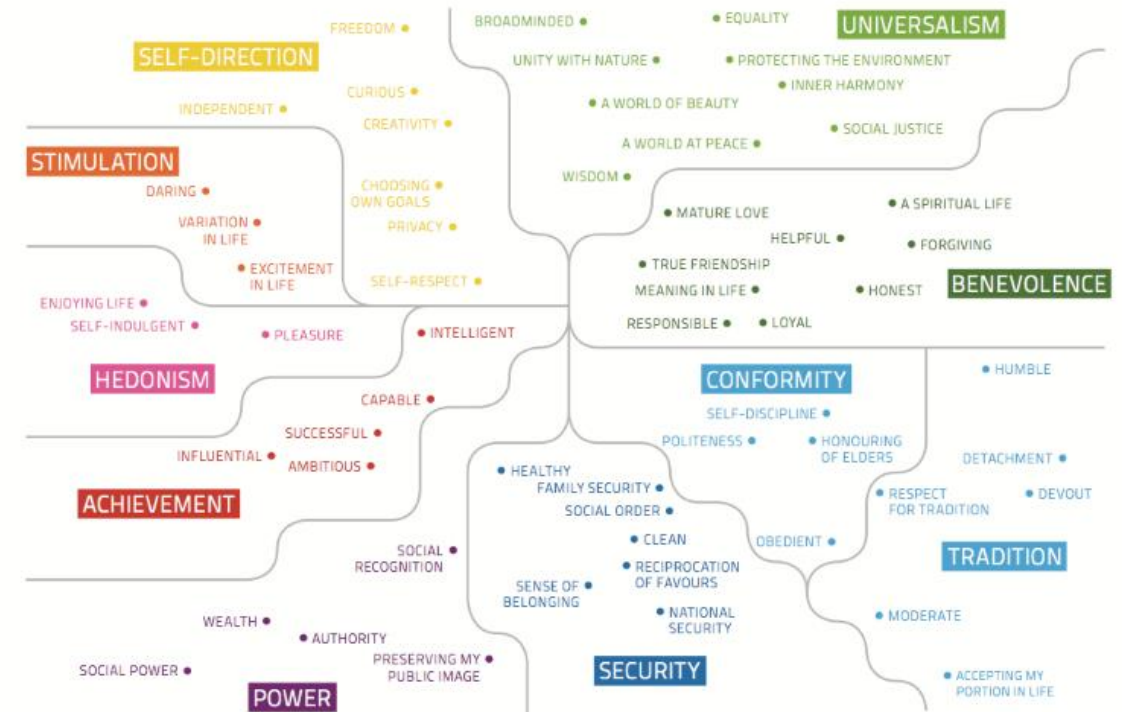 SELF-DIRECTION
FREEDOM
CURIOUS
INDEPENDENT
CREATIVITY
CHOOSING
OWN GOALS
PRIVACY
SELF-RESPECT
UNIVERSALISM
BROADMINDED
EQUALITY
UNITY WITH NATURE
PROTECTING THE ENVIRONMENT
INNER HARMONY
A WORLD OF BEAUTY
SOCIAL JUSTICE
A WORLD AT PEACE
WISDOM
STIMULATION
DARING
VARIATION
IN LIFE
EXCITEMENT
IN LIFE
BENEVOLENCE
MATURE LOVE
A SPIRITUAL LIFE
HELPFUL
FORGIVING
TRUE FRIENDSHIP
MEANING IN LIFE
HONEST
RESPONSIBLE
LOYAL
ENJOYING LIFE
SELF-INDULGENT
PLEASURE
HEDONISM
INTELLIGENT
CAPABLE
SUCCESSFUL
INFLUENTIAL
AMBITIOUS
ACHIEVEMENT
CONFORMITY
SELF-DISCIPLINE
POLITENESS
HONOURING
OF ELDERS
OBEDIENT
HUMBLE
DETACHMENT
RESPECT
FOR TRADITION
DEVOUT
TRADITION
MODERATE
ACCEPTING MY
PORTION IN LIFE
HEALTHY
FAMILY SECURITY
SOCIAL ORDER
CLEAN
RECIPROCATION
OF FAVOURS
SENSE OF
BELONGING
NATIONAL
SECURITY
SECURITY
SOCIAL
RECOGNITION
WEALTH
AUTHORITY
PRESERVING MY
PUBLIC IMAGE
SOCIAL POWER
POWER